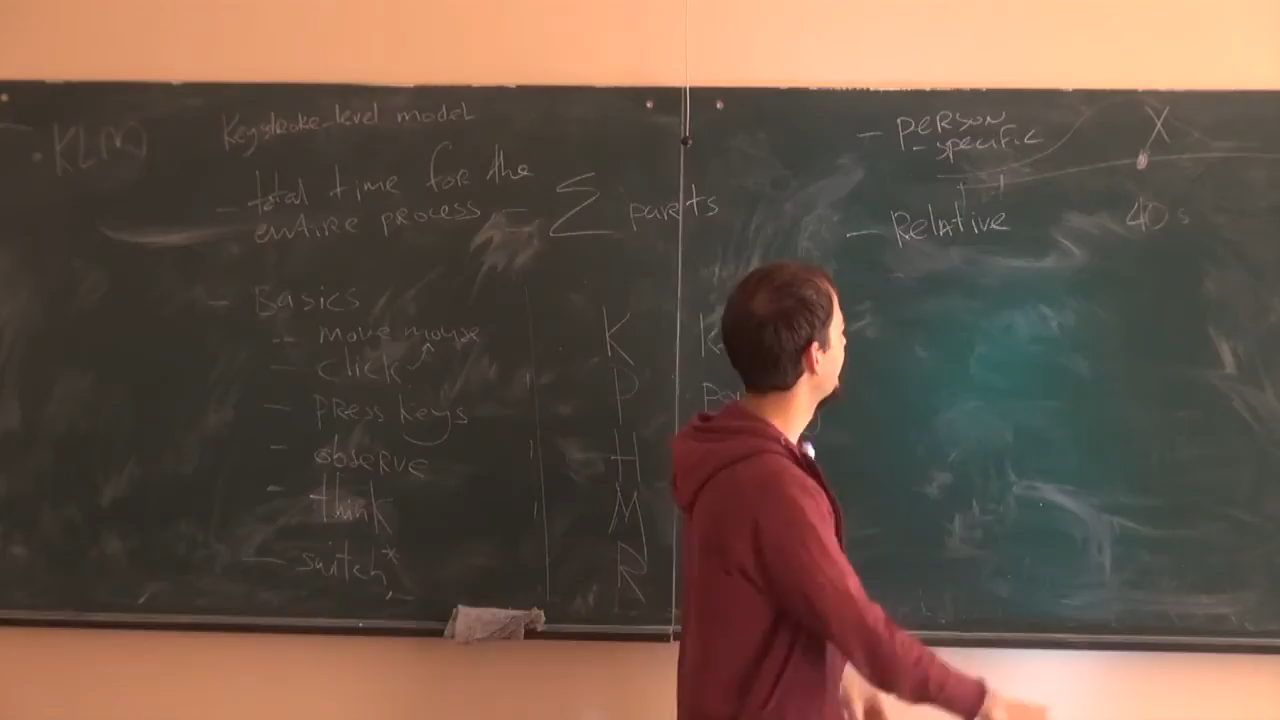 · KLM Keystroke-level model
- total time for the
entire process - Σ parts
- Basics
- move mouse
- click
- press keys
- observe
- think
- switch*
K
P
H
M
R
- person
- specific
X
- Relative 40s